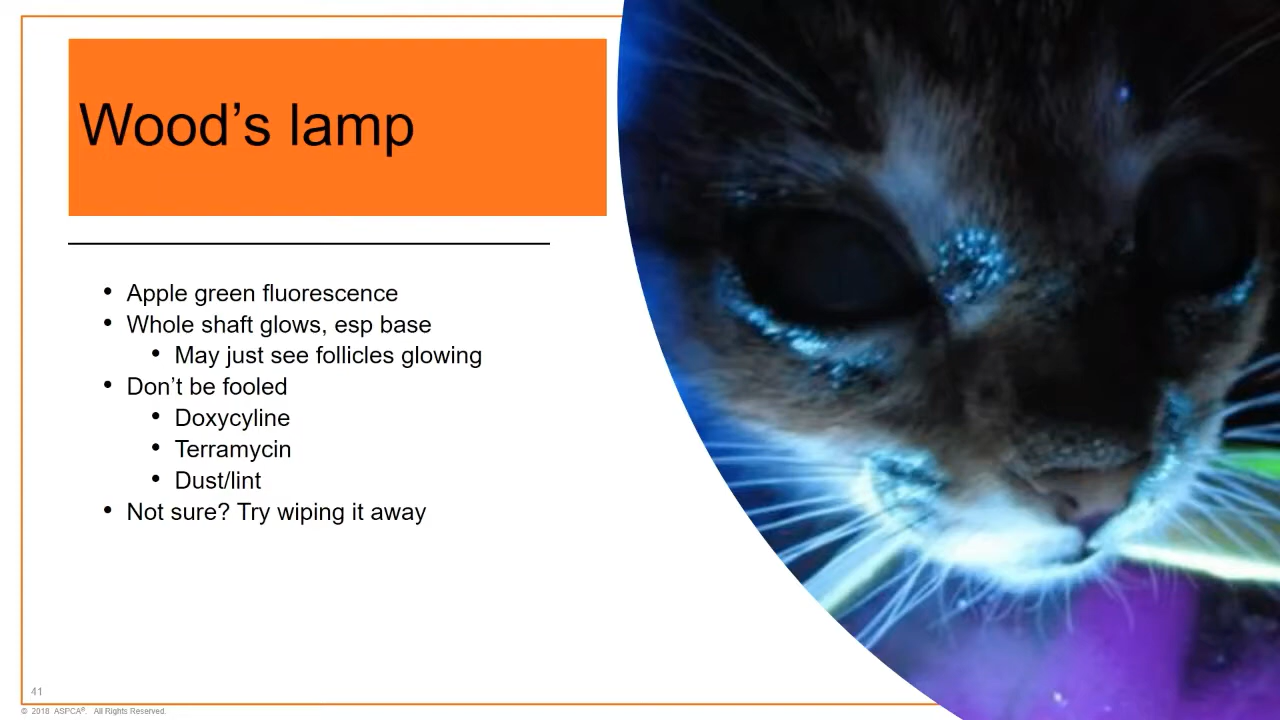 Wood’s lamp
• Apple green fluorescence
• Whole shaft glows, esp base
• May just see follicles glowing
• Don’t be fooled
• Doxycyline
• Terramycin
• Dust/lint
• Not sure? Try wiping it away
41
© 2018 ASPCA®. All Rights Reserved.